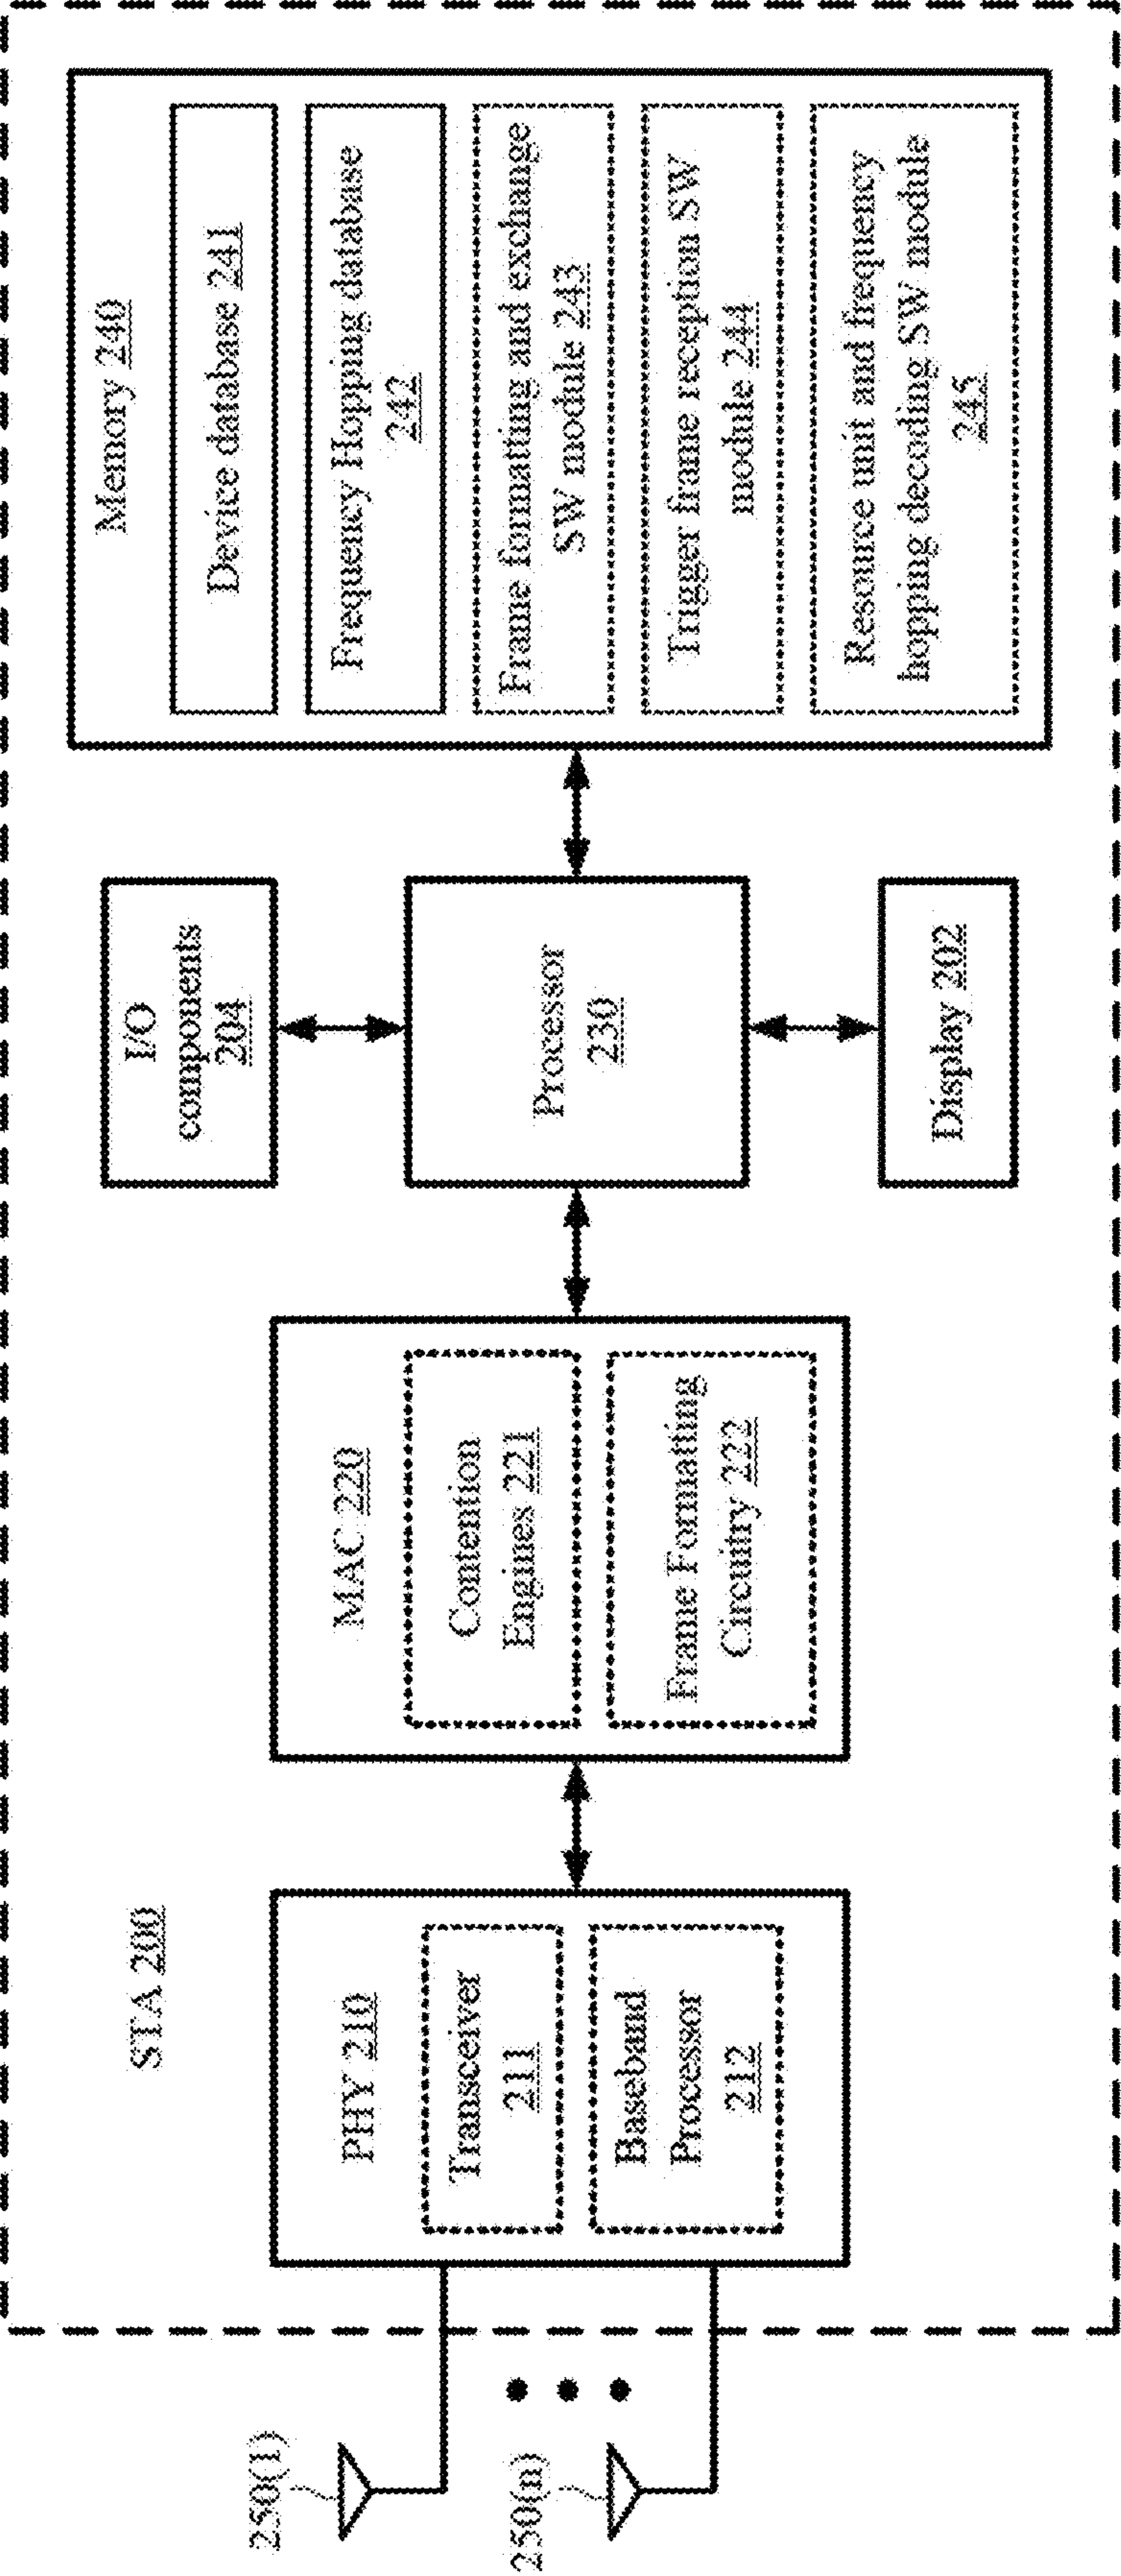 STA 200
250(1)
250(n)
PHY 210
Transceiver
211
Baseband
Processor
212
MAC 220
Contention
Engines 221
Frame Formatting
Circuitry 222
I/O
components
204
Processor
230
Display 202
Memory 240
Device database 241
Frequency Hopping database
242
Frame formating and exchange
SW module 243
Trigger frame reception SW
module 244
Resource unit and frequency
hopping decoding SW module
245